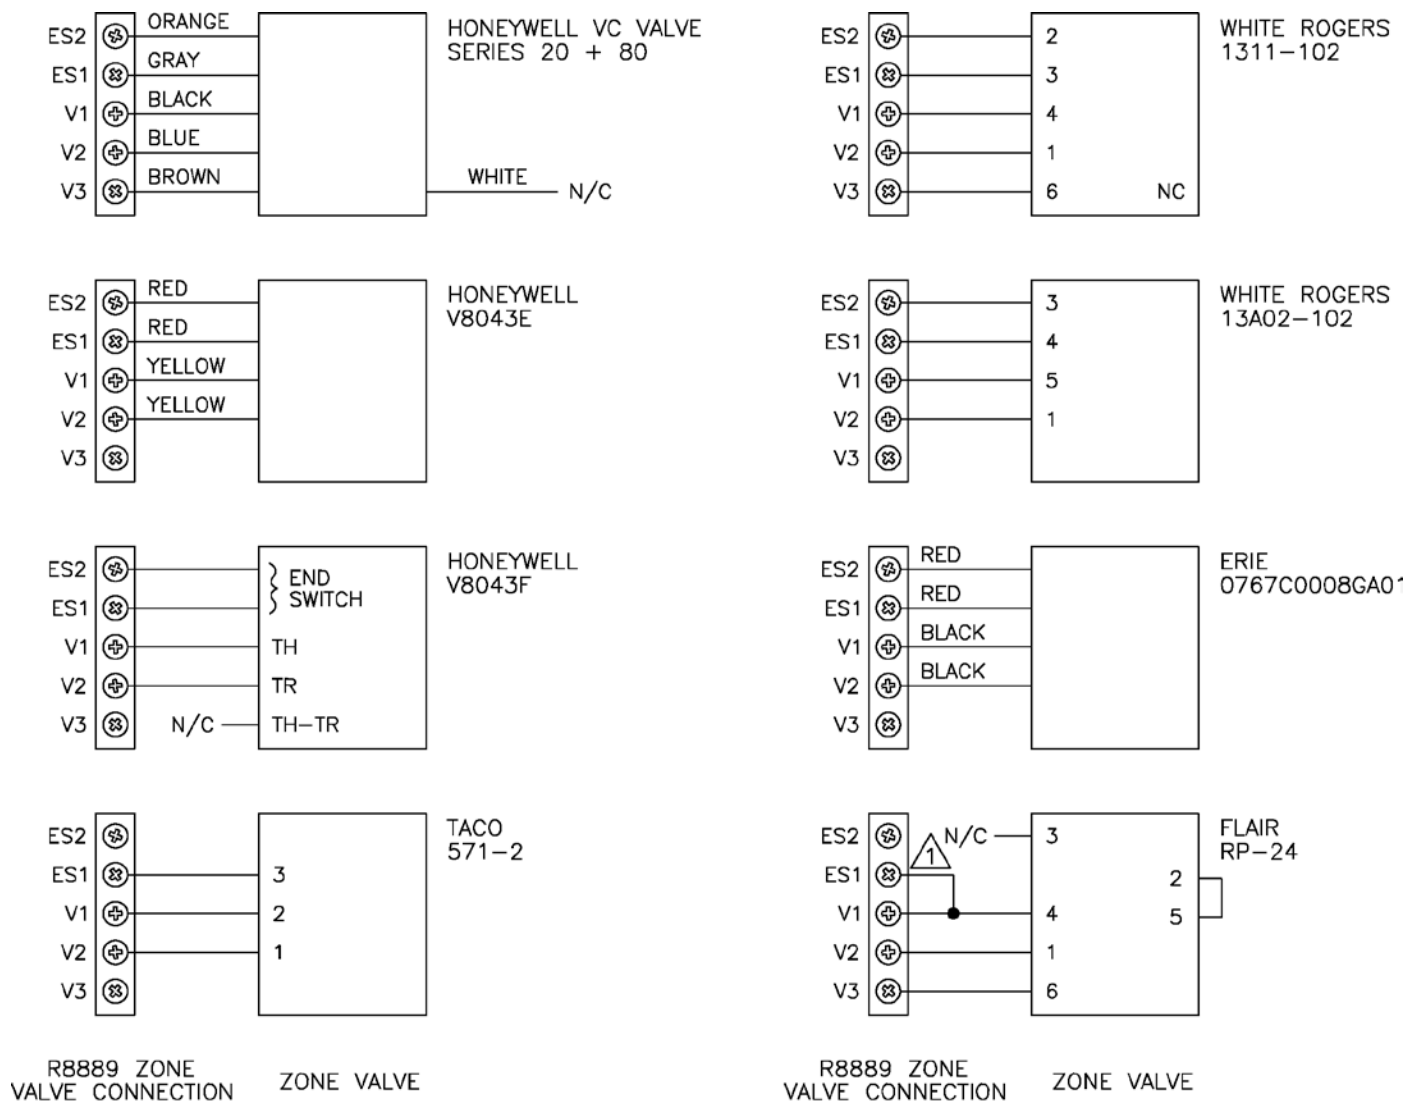 ES2 ORANGE
ES1 GRAY
V1 BLACK
V2 BLUE
V3 BROWN
WHITE N/C
HONEYWELL VC VALVE
SERIES 20 + 80
ES2 2
ES1 3
V1 4
V2 1
V3 6 NC
WHITE ROGERS
1311-102
ES2 RED
ES1 RED
V1 YELLOW
V2 YELLOW
V3
HONEYWELL
V8043E
ES2 3
ES1 4
V1 5
V2 1
V3
WHITE ROGERS
13A02-102
ES2
ES1
END
SWITCH
V1 TH
V2 TR
V3 N/C TH-TR
HONEYWELL
V8043F
ES2 RED
ES1 RED
V1 BLACK
V2 BLACK
V3
ERIE
0767C0008GA01
ES2
ES1 3
V1 2
V2 1
V3
TACO
571-2
ES2 N/C 3
ES1 1
V1 4
V2 1
V3 6
2
5
FLAIR
RP-24
R8889 ZONE
VALVE CONNECTION
ZONE VALVE
R8889 ZONE
VALVE CONNECTION
ZONE VALVE